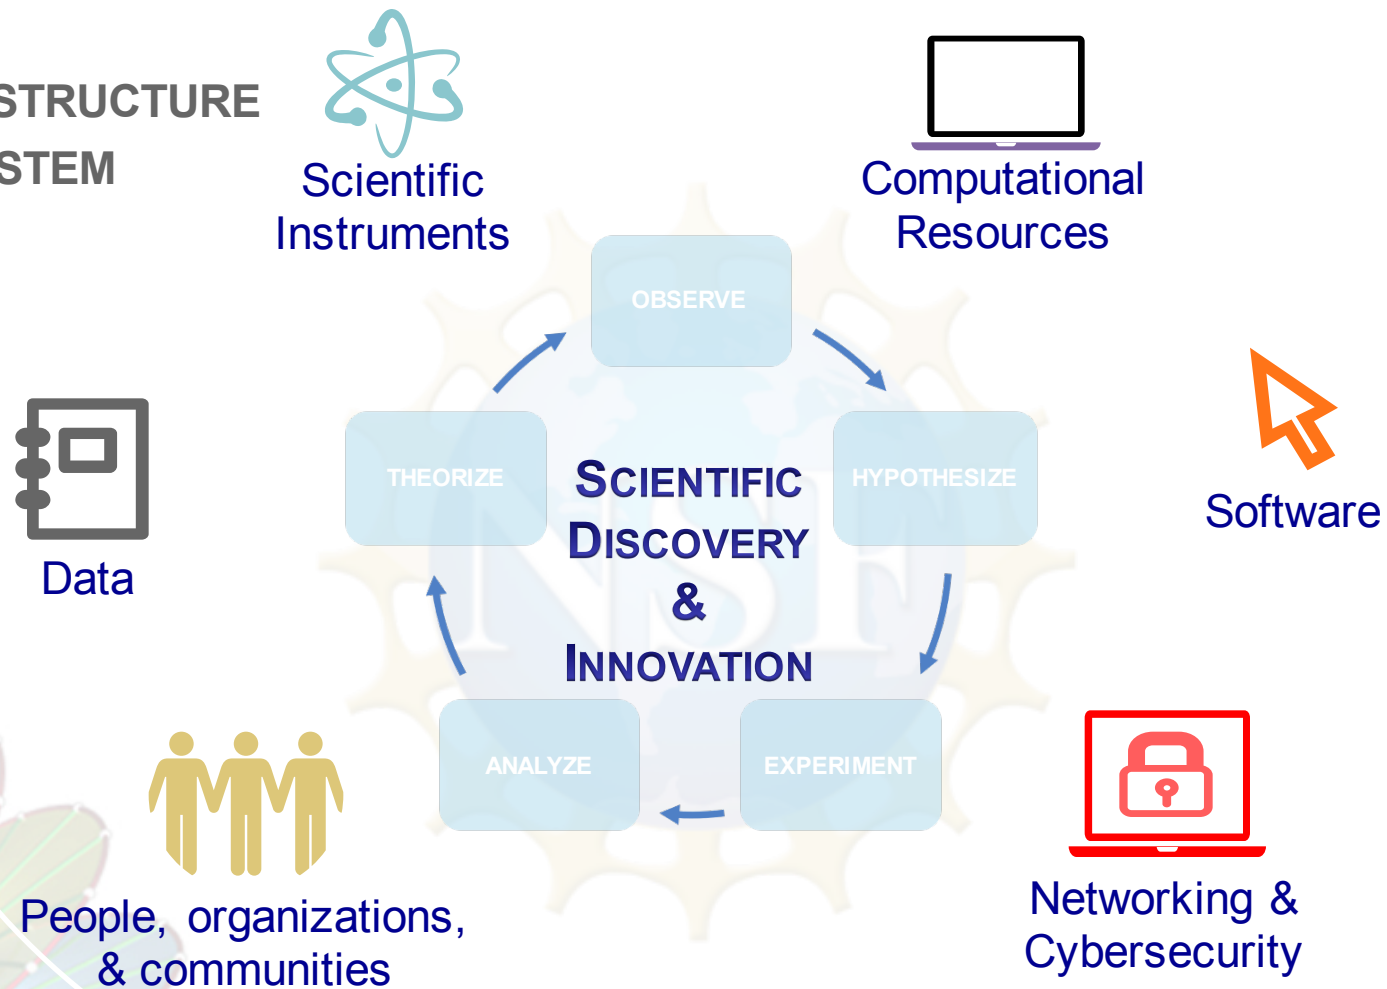 STRUCTURE
STEM
Scientific
Instruments
Computational
Resources
OBSERVE
THEORIZE
HYPOTHESIZE
SCIENTIFIC
DISCOVERY
&
INNOVATION
Software
Data
ANALYZE
EXPERIMENT
NSF
People, organizations,
& communities
Networking &
Cybersecurity